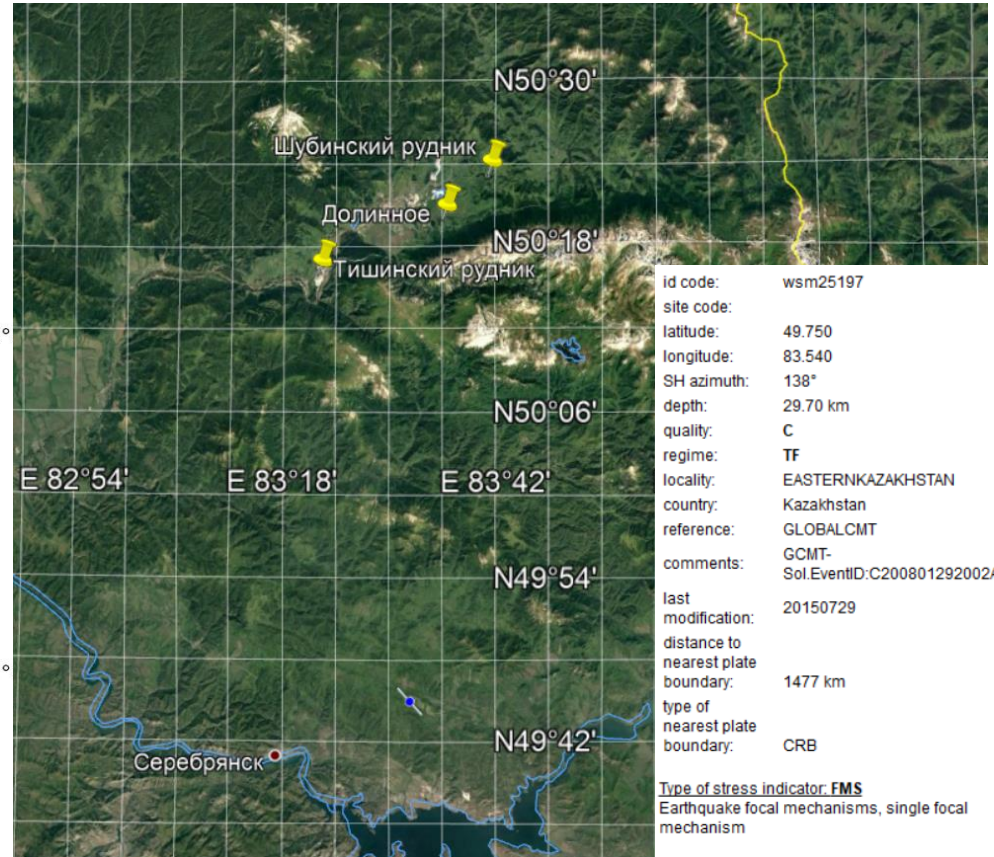 N50°30'
Шубинский рудник
Долинное
N50°18'
Тишинский рудник
N50°06'
E 82°54'
E 83°18'
E 83°42'
N49°54'
N49°42'
Серебрянск
id code: wsm25197
site code:
latitude: 49.750
longitude: 83.540
SH azimuth: 138°
depth: 29.70 km
quality: C
regime: TF
locality: EASTERNKAZAKHSTAN
country: Kazakhstan
reference: GLOBALCMT
comments: GCMT-
Sol.EventID:C200801292002A
last
modification: 20150729
distance to
nearest plate
boundary: 1477 km
type of
nearest plate
boundary: CRB
Type of stress indicator: FMS
Earthquake focal mechanisms, single focal
mechanism